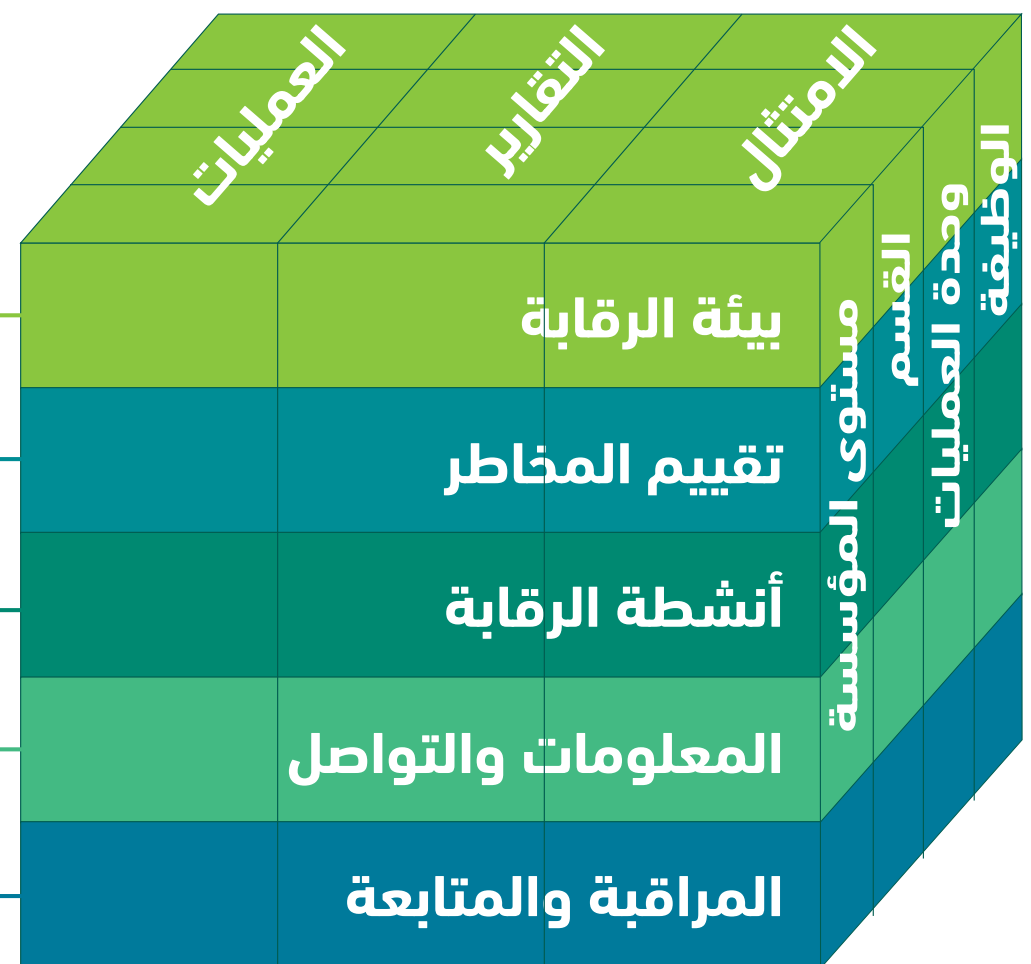 العمليات
التقارير
الامتثال
بيئة الرقابة
تقييم المخاطر
أنشطة الرقابة
المعلومات والتواصل
المراقبة والمتابعة
مستوى المؤسسة
القسم
وحدة العمليات
الوظيفة